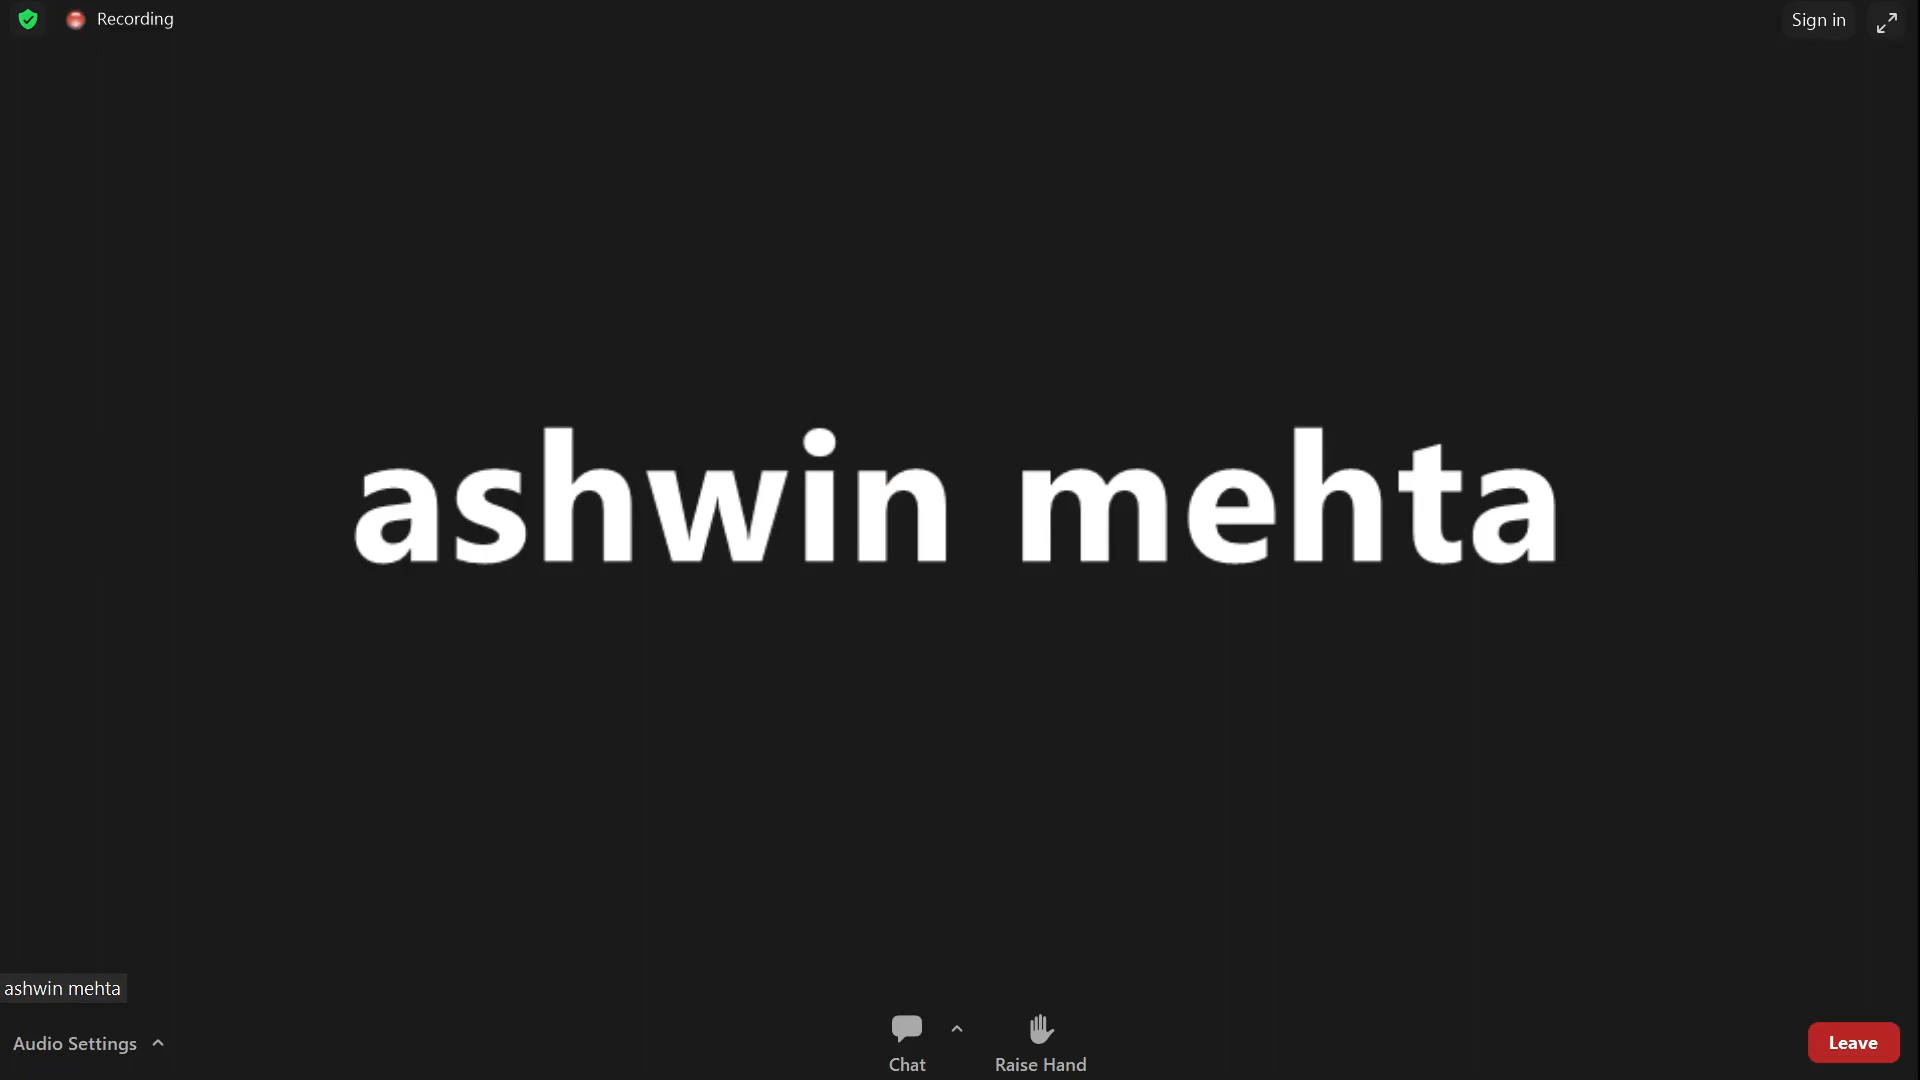 Recording
Sign in
ashwin mehta
ashwin mehta
Audio Settings
Chat
Raise Hand
Leave